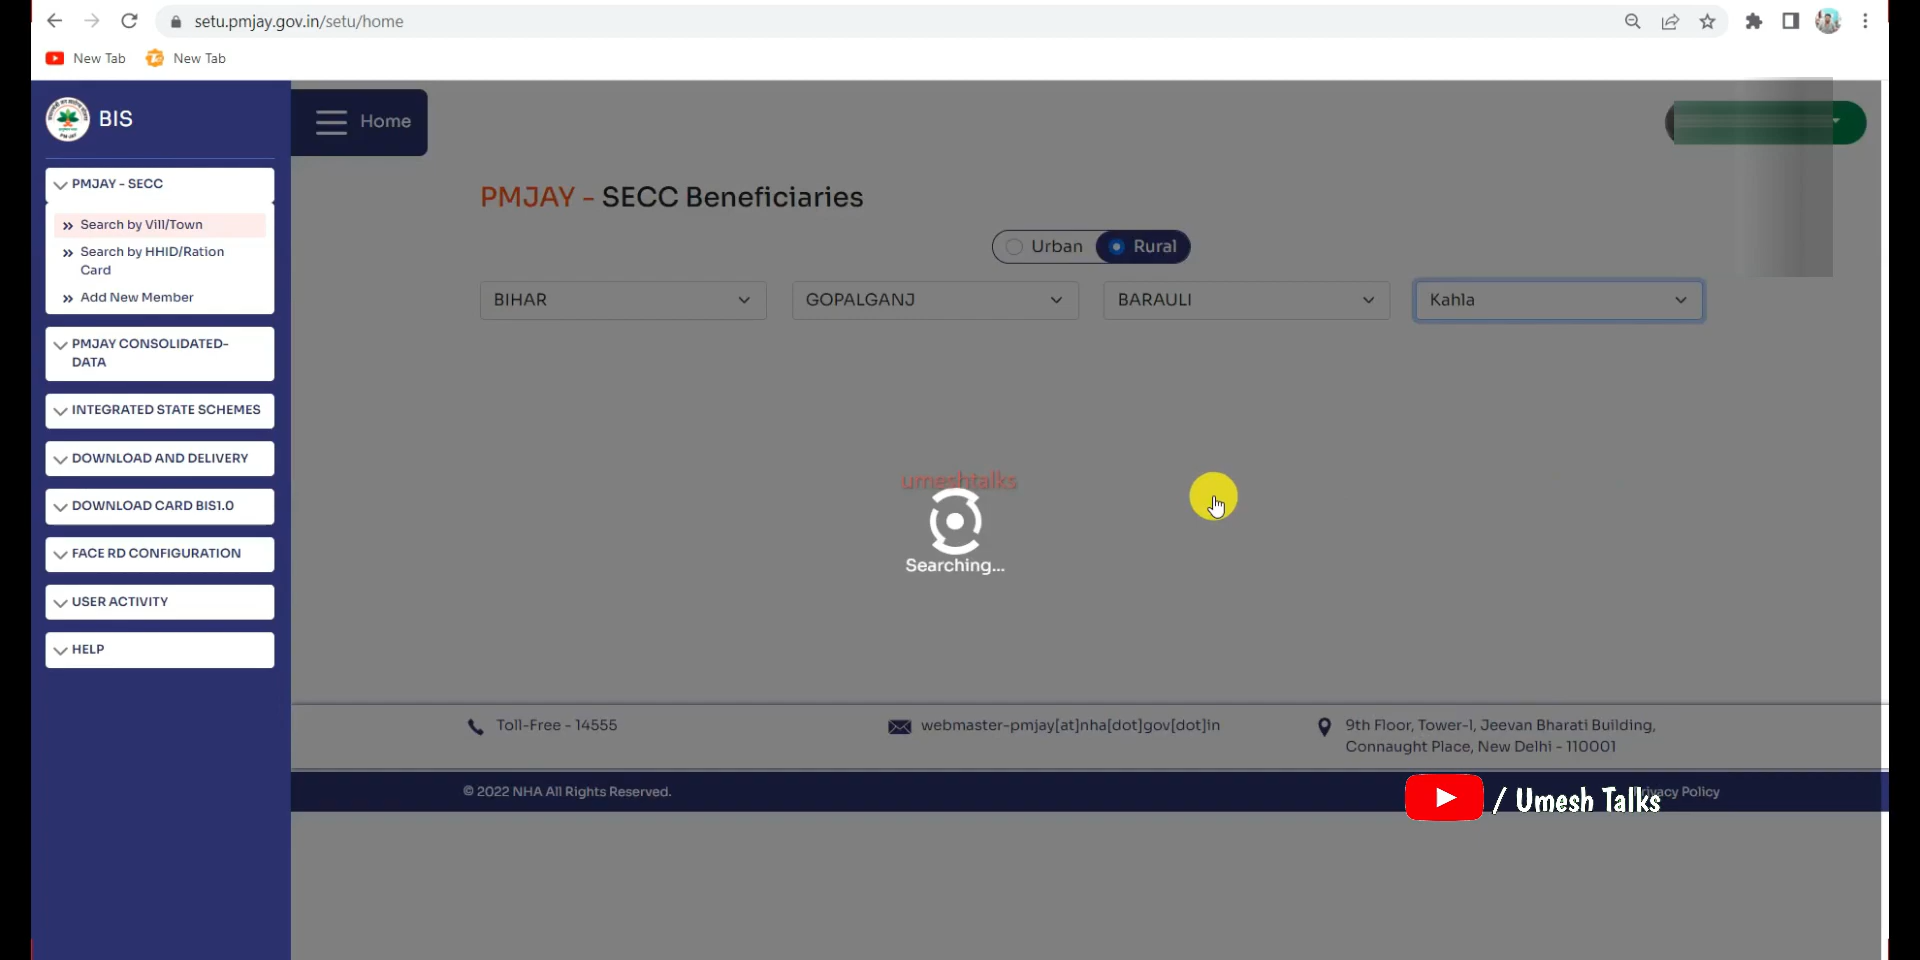 setu.pmjay.gov.in/setu/home
New Tab
New Tab
BIS
PMJAY - SECC
Search by Vill/Town
Search by HHID/Ration
Card
Add New Member
PMJAY CONSOLIDATED-
DATA
INTEGRATED STATE SCHEMES
DOWNLOAD AND DELIVERY
DOWNLOAD CARD BIS1.0
FACE RD CONFIGURATION
USER ACTIVITY
HELP
Home
PMJAY - SECC Beneficiaries
Urban Rural
BIHAR GOPALGANJ BARAULI Kahla
umeshtalks
Searching...
Toll-Free - 14555
webmaster-pmjay[at]nha[dot]gov[dot]in
9th Floor, Tower-l, Jeevan Bharati Building,
Connaught Place, New Delhi - 110001
© 2022 NHA All Rights Reserved.
/ Umesh Talks
Policy